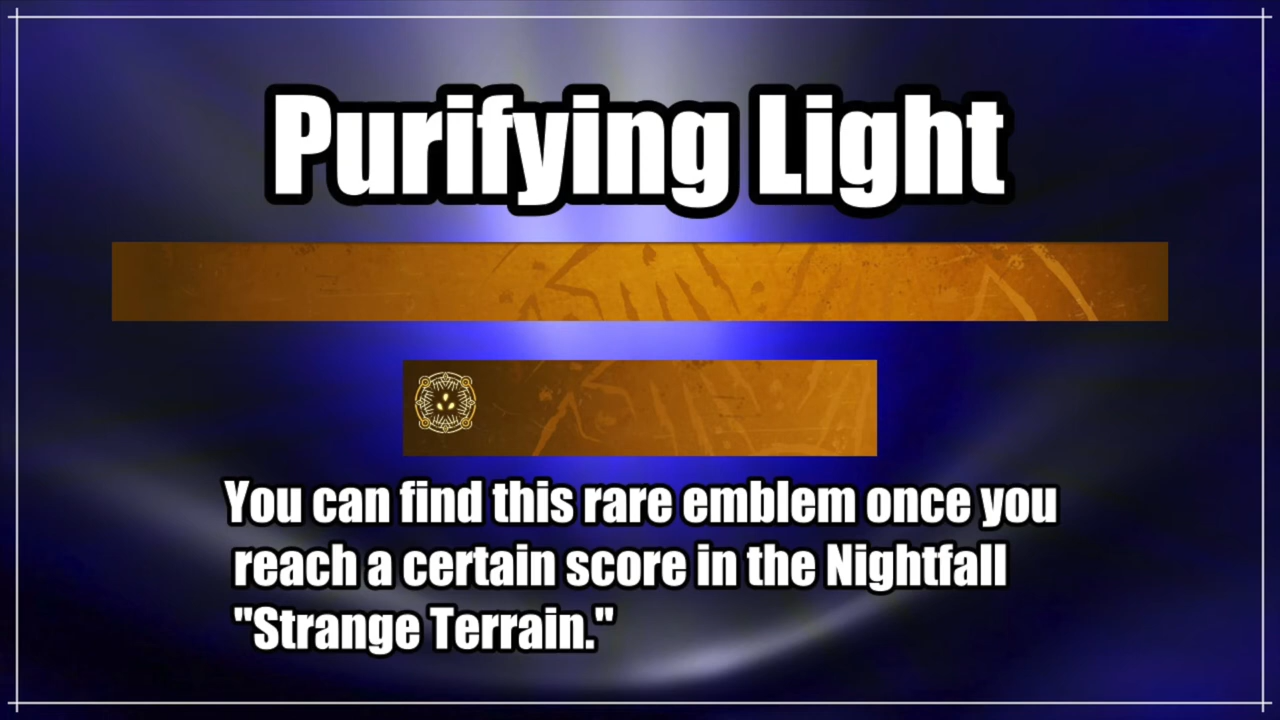 Purifying Light
You can find this rare emblem once you
reach a certain score in the Nightfall
"Strange Terrain."